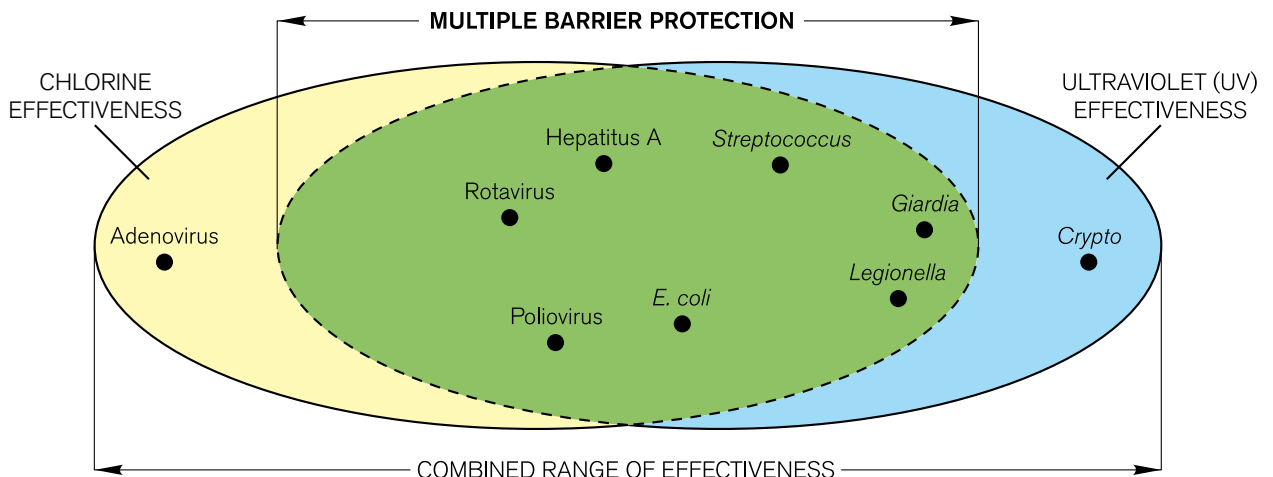 MULTIPLE BARRIER PROTECTION
CHLORINE
EFFECTIVENESS
ULTRAVIOLET (UV)
EFFECTIVENESS
Hepatitus A
Streptococcus
Rotavirus
Giardia
Adenovirus
Crypto
Legionella
E. coli
Poliovirus
COMBINED RANGE OF EFFECTIVENESS